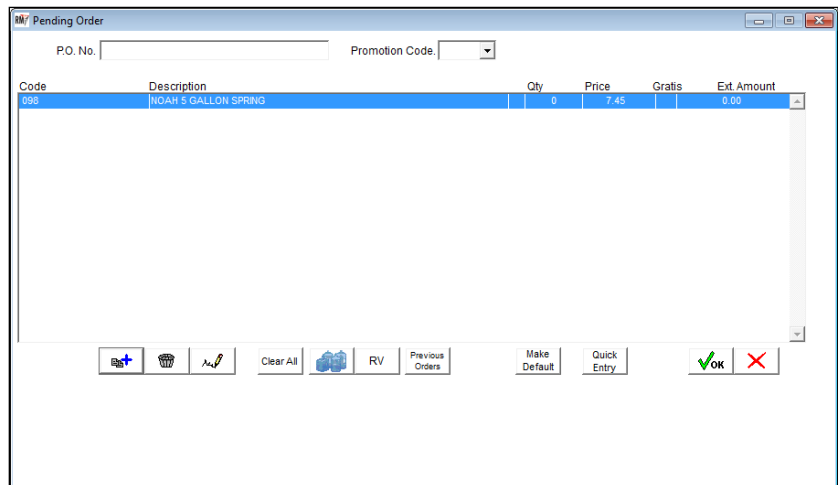 RM7 Pending Order
P.O. No. Promotion Code.
Code Description Qty Price Gratis Ext. Amount
098 NOAH 5 GALLON SPRING 0 7.45 0.00
Clear All RV Previous Orders Make Default Quick Entry OK